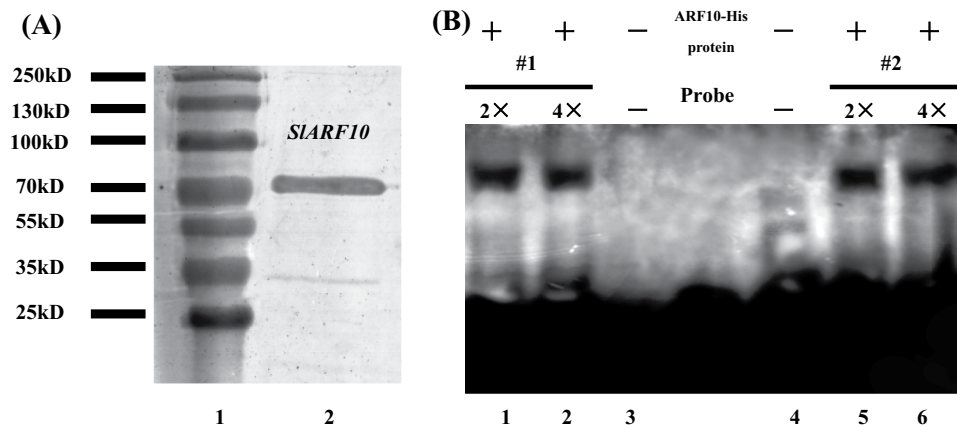 (A)
250kD
130kD
100kD
70kD
55kD
35kD
25kD
SlARF10
1 2
(B)
+ + − ARF10-His − + +
protein
#1 #2
− Probe −
2× 4× 2× 4×
1 2 3 4 5 6